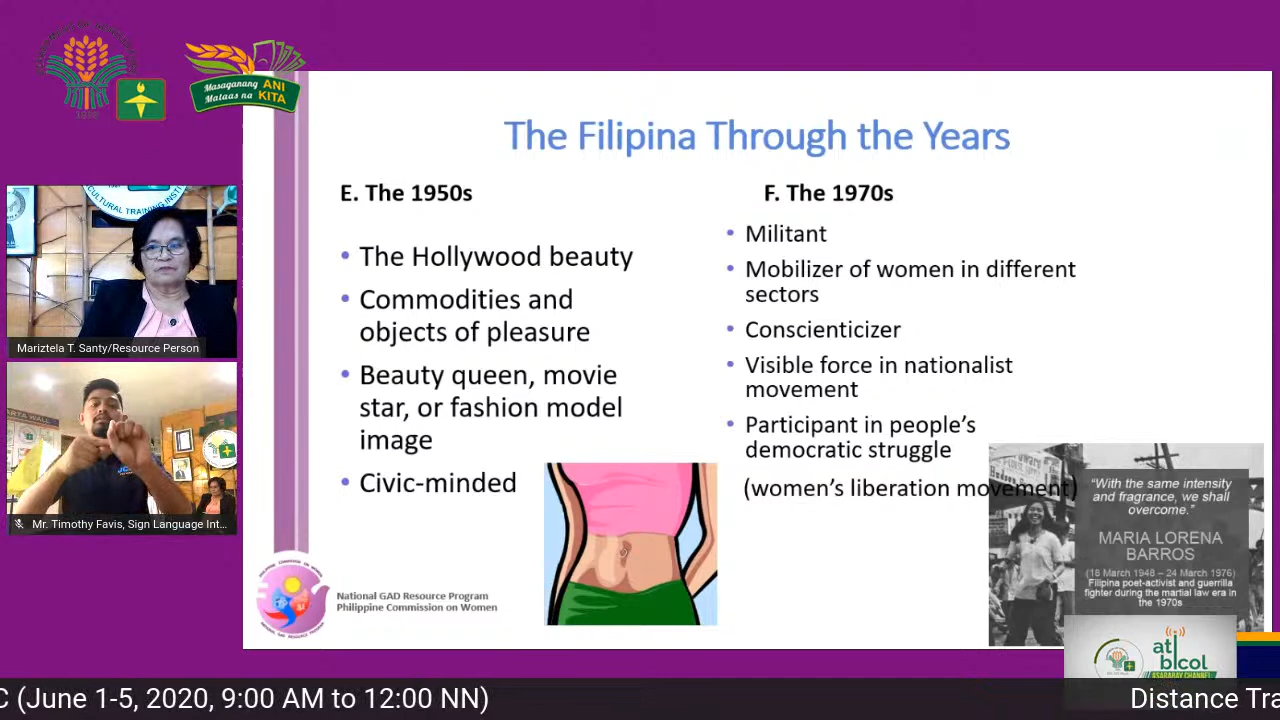 Masaganang ANI
Mataas na KITA
CULTURAL TRAINING INSTIT
Mariztela T. Santy/Resource Person
Mr. Timothy Favis, Sign Language Int...
The Filipina Through the Years
E. The 1950s
• The Hollywood beauty
• Commodities and
objects of pleasure
• Beauty queen, movie
star, or fashion model
image
• Civic-minded
F. The 1970s
• Militant
• Mobilizer of women in different
sectors
• Conscienticizer
• Visible force in nationalist
movement
• Participant in people’s
democratic struggle
(women’s liberation movement)
“With the same intensity
and fragrance, we shall
overcome.”
MARIA LORENA
BARROS
(18 March 1948 – 24 March 1976)
Filipina poet-activist and guerrilla
fighter during the martial law era in
the 1970s
National GAD Resource Program
Philippine Commission on Women
ati
bicol
C (June 1-5, 2020, 9:00 AM to 12:00 NN)
Distance Tra